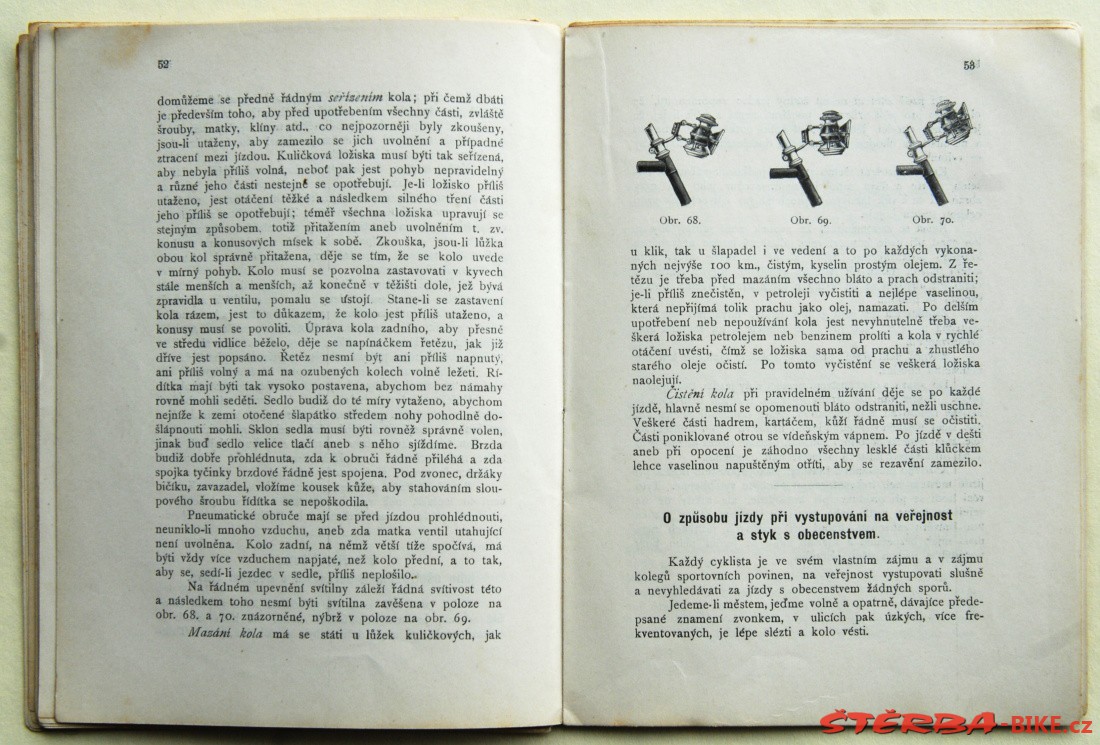 52
domůžeme se předně řádným seřízením kola; při čemž dbáti
je především toho, aby před upotřebením všechny části, zvláště
šrouby, matky, klíny atd., co nejpozorněji byly zkoušeny,
jsou-li utaženy, aby zamezilo se jich uvolnění a případné
ztracení mezi jízdou. Kuličková ložiska musí býti tak seřízená,
aby nebyla příliš volná, neboť pak jest pohyb nepravidelný
a různé jeho části nestejně se opotřebují. Je-li ložisko příliš
utaženo, jest otáčení těžké a následkem silného tření části
jeho příliš se opotřebují; téměř všechna ložiska upravují se
stejným způsobem. totiž přitažením aneb uvolněním t. zv.
konusu a konusových mísek k sobě. Zkouška, jsou-li lůžka
obou kol správně přitažena, děje se tím, že se kolo uvede
v mírný pohyb. Kolo musí se pozvolna zastavovati v kyvech
stále menších a menších, až konečně v těžišti dole, jež bývá
zpravidla u ventilu, pomalu se ustojí. Stane-li se zastavení
kola rázem, jest to důkazem, že kolo jest příliš utaženo, a
konusy musí se povoliti. Úprava kola zadního, aby přesně
ve středu vidlice běželo, děje se napínáčkem řetězu, jak již
dříve jest popsáno. Řetěz nesmí být ani příliš napnutý,
ani příliš volný a má na ozubených kolech volně ležeti. Ří-
dítka mají býti tak vysoko postavena, abychom bez námahy
rovně mohli seděti. Sedlo budiž do té míry vytaženo, abychom
nejníže k zemi otočené šlapátko středem nohy pohodlně do-
šlápnouti mohli. Sklon sedla musí býti rovněž správně volen,
jinak buď sedlo velice tlačí aneb s něho sjíždíme. Brzda
budiž dobře prohlédnuta, zda k obruči řádně přiléhá a zda
spojka tyčinky brzdové řádně jest spojena. Pod zvonec, držáky
bičíku, zavazadel, vložíme kousek kůže, aby stahováním slou-
pového šroubu řídítka se nepoškodila.
Pneumatické obruče mají se před jízdou prohlédnouti,
neuniklo-li mnoho vzduchu, aneb zda matka ventil utahující
není uvolněna. Kolo zadní, na němž větší tíže spočívá, má
býti vždy více vzduchem napjaté, než kolo přední, a to tak,
aby se, sedí-li jezdec v sedle, příliš neplošilo.
Na řádném upevnění svítilny záleží řádná svítivost této
a následkem toho nesmí býti svítilna zavěšena v poloze na
obr. 68. a 70. znázorněné, nýbrž v poloze na obr. 69.
Mazání kola má se státi u lůžek kuličkových, jak
53
Obr. 68. Obr. 69. Obr. 70.
u klik, tak u šlapadel i ve vedení a to po každých vykona-
ných nejvýše 100 km., čistým, kyselin prostým olejem. Z ře-
tězu je třeba před mazáním všechno bláto a prach odstraniti;
je-li příliš znečistěn, v petroleji vyčistiti a nejlépe vaselinou,
která nepřijímá tolik prachu jako olej, namazati. Po delším
upotřebení neb nepoužívání kola jest nevyhnutelně třeba ve-
škerá ložiska petrolejem neb benzinem prolíti a kola v rychlé
otáčení uvésti, čímž se ložiska sama od prachu a zhustlého
starého oleje očistí. Po tomto vyčistění se veškerá ložiska
naolejují.
Čistění kola při pravidelném užívání děje se po každé
jízdě, hlavně nesmí se opomenouti bláto odstraniti, nežli uschne.
Veškeré části hadrem, kartáčem, kůží řádně musí se očistiti.
Části poniklované otrou se vídeňským vápnem. Po jízdě v dešti
aneb při opocení je záhodno všechny lesklé části klůčkem
lehce vaselinou napuštěným otříti, aby se rezavění zamezilo.
O způsobu jízdy při vystupování na veřejnost
a styk s obecenstvem.
Každý cyklista je ve svém vlastním zájmu a v zájmu
kolegů sportovních povinen, na veřejnost vystupovati slušně
a nevyhledávati za jízdy s obecenstvem žádných sporů.
Jedeme-li městem, jeďme volně a opatrně, dávajíce přede-
psané znamení zvonkem, v ulicích pak úzkých, více fre-
kventovaných, je lépe slézti a kolo vésti.
ŠTĚRBA-BIKE.cz